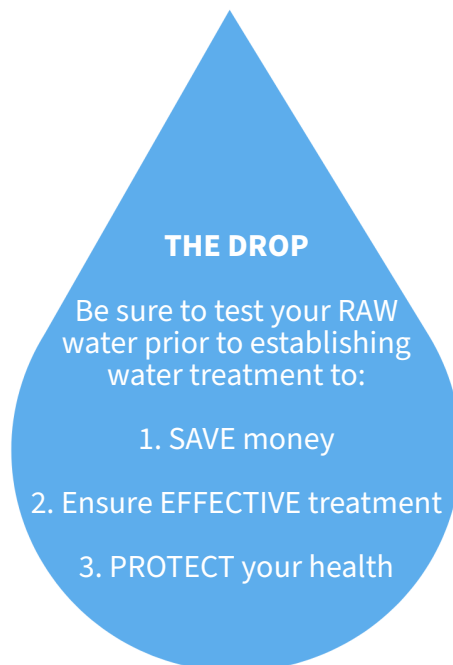 THE DROP
Be sure to test your RAW
water prior to establishing
water treatment to:
1. SAVE money
2. Ensure EFFECTIVE treatment
3. PROTECT your health